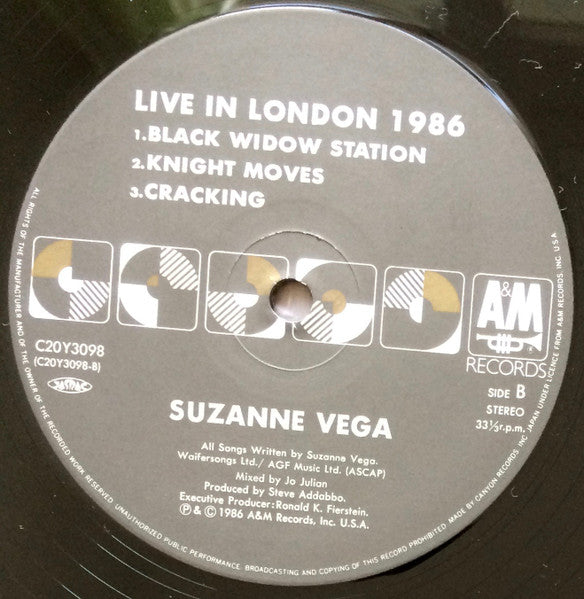 LIVE IN LONDON 1986
1.BLACK WIDOW STATION
2.KNIGHT MOVES
3.CRACKING
A&M
RECORDS
C20Y3098
(C20Y3098-B)
JASRAC
SIDE B
STEREO
33⅓r.p.m.
SUZANNE VEGA
All Songs Written by Suzanne Vega.
Waifersongs Ltd./ AGF Music Ltd. (ASCAP)
Mixed by Jo Julian
Produced by Steve Addabbo.
Executive Producer:Ronald K. Fierstein.
℗ & © 1986 A&M Records, Inc. U.S.A.
ALL RIGHTS OF THE MANUFACTURER AND OF THE OWNER OF THE RECORDED WORK RESERVED. UNAUTHORIZED PUBLIC PERFORMANCE. BROADCASTING AND COPYING OF THIS RECORD PROHIBITED. MADE BY CANYON RECORDS INC. JAPAN UNDER LICENCE FROM A&M RECORDS, INC. U.S.A.